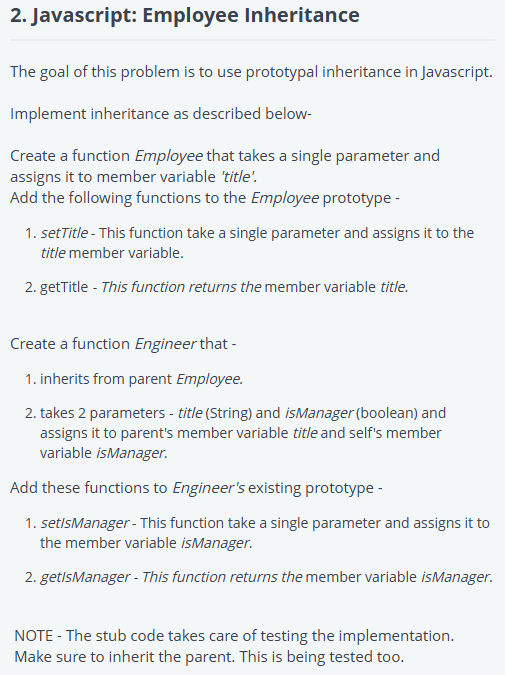 2. Javascript: Employee Inheritance
The goal of this problem is to use prototypal inheritance in Javascript.
Implement inheritance as described below-
Create a function Employee that takes a single parameter and
assigns it to member variable 'title'.
Add the following functions to the Employee prototype -
1. setTitle - This function take a single parameter and assigns it to the
title member variable.
2. getTitle - This function returns the member variable title.
Create a function Engineer that -
1. inherits from parent Employee.
2. takes 2 parameters - title (String) and isManager (boolean) and
assigns it to parent's member variable title and self's member
variable isManager.
Add these functions to Engineer's existing prototype -
1. setIsManager - This function take a single parameter and assigns it to
the member variable isManager.
2. getIsManager - This function returns the member variable isManager.
NOTE - The stub code takes care of testing the implementation.
Make sure to inherit the parent. This is being tested too.